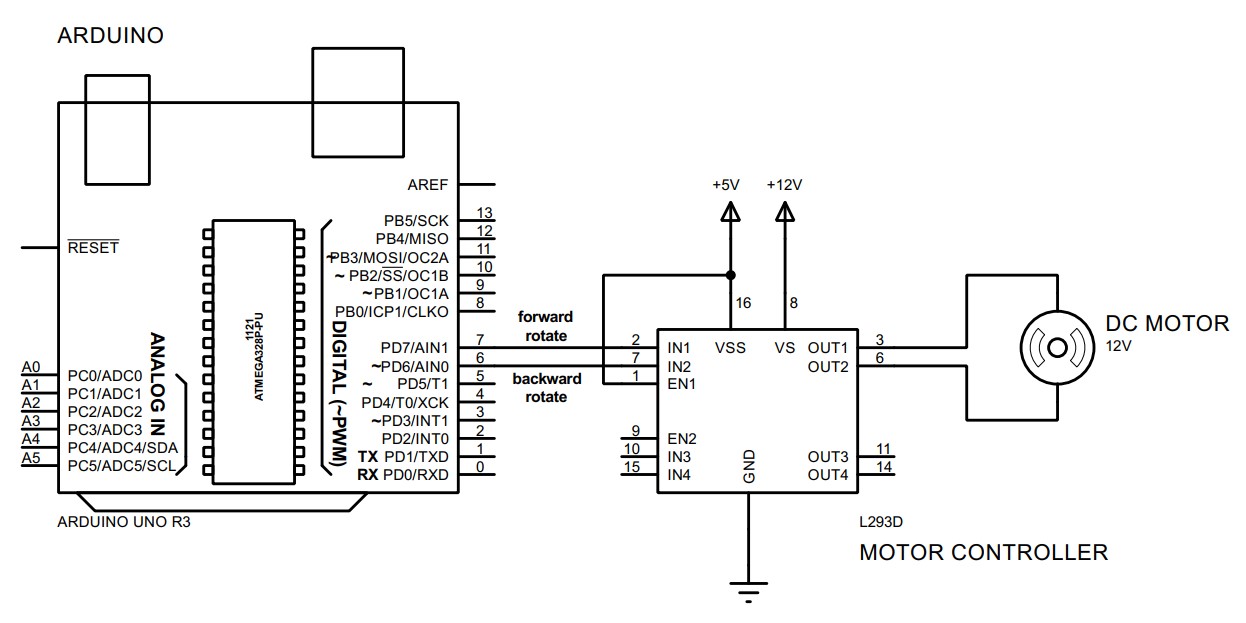 ARDUINO
AREF
RESET
PB5/SCK 13
PB4/MISO 12
~PB3/MOSI/OC2A 11
~ PB2/SS/OC1B 10
~PB1/OC1A 9
PB0/ICP1/CLKO 8
PD7/AIN1 7
~PD6/AIN0 6
~ PD5/T1 5
PD4/T0/XCK 4
~PD3/INT1 3
PD2/INT0 2
TX PD1/TXD 1
RX PD0/RXD 0
DIGITAL (~PWM)
1121
ATMEGA328P-PU
ANALOG IN
A0 PC0/ADC0
A1 PC1/ADC1
A2 PC2/ADC2
A3 PC3/ADC3
A4 PC4/ADC4/SDA
A5 PC5/ADC5/SCL
ARDUINO UNO R3
forward
rotate
backward
rotate
+5V +12V
16 8
VSS VS
2 IN1
7 IN2
1 EN1
9 EN2
10 IN3
15 IN4
OUT1 3
OUT2 6
OUT3 11
OUT4 14
GND
L293D
MOTOR CONTROLLER
DC MOTOR
12V